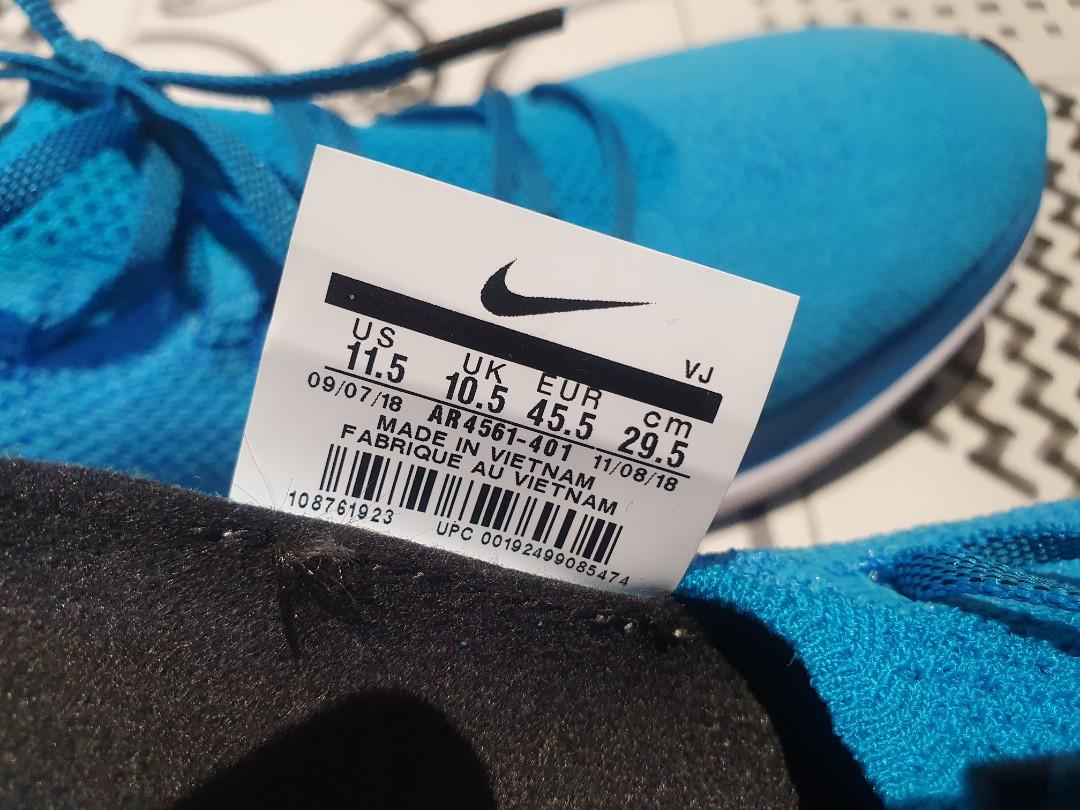 VJ
US UK EUR cm
11.5 10.5 45.5 29.5
09/07/18 AR4561-401 11/08/18
MADE IN VIETNAM
FABRIQUE AU VIETNAM
108761923 UPC 00192499085474